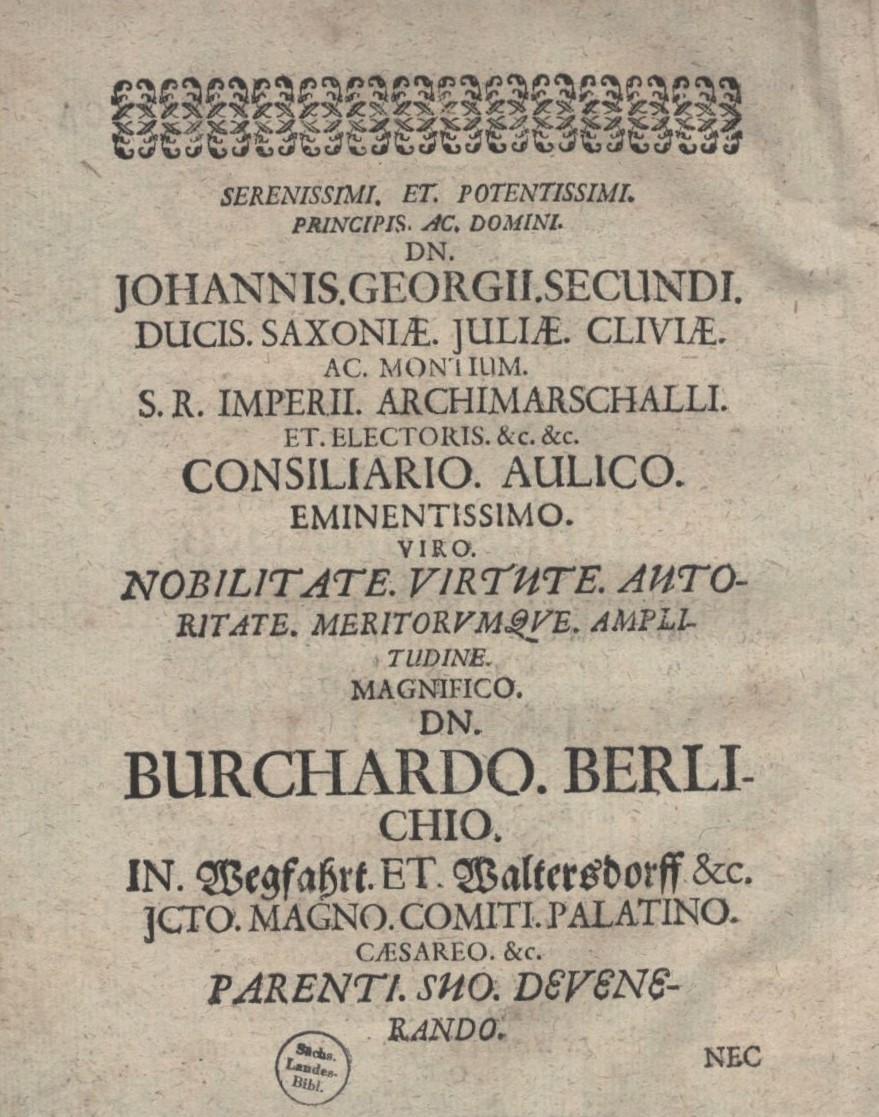 SERENISSIMI. ET. POTENTISSIMI.
PRINCIPIS. AC. DOMINI.
DN.
JOHANNIS.GEORGII.SECUNDI.
DUCIS. SAXONIÆ. JULIÆ. CLIVIÆ.
AC. MONTIUM.
S. R. IMPERII. ARCHIMARSCHALLI.
ET. ELECTORIS. &c. &c.
CONSILIARIO. AULICO.
EMINENTISSIMO.
VIRO.
NOBILITATE. VIRTUTE. AUTO-
RITATE. MERITORVMQVE. AMPLI-
TUDINE.
MAGNIFICO.
DN.
BURCHARDO. BERLI-
CHIO.
IN. Wegfahrt. ET. Waltersdorff &c.
JCTO. MAGNO. COMITI. PALATINO.
CÆSAREO. &c.
PARENTI. SUO. DEVENE-
RANDO.
NEC
Sächs.
Landes-
Bibl.